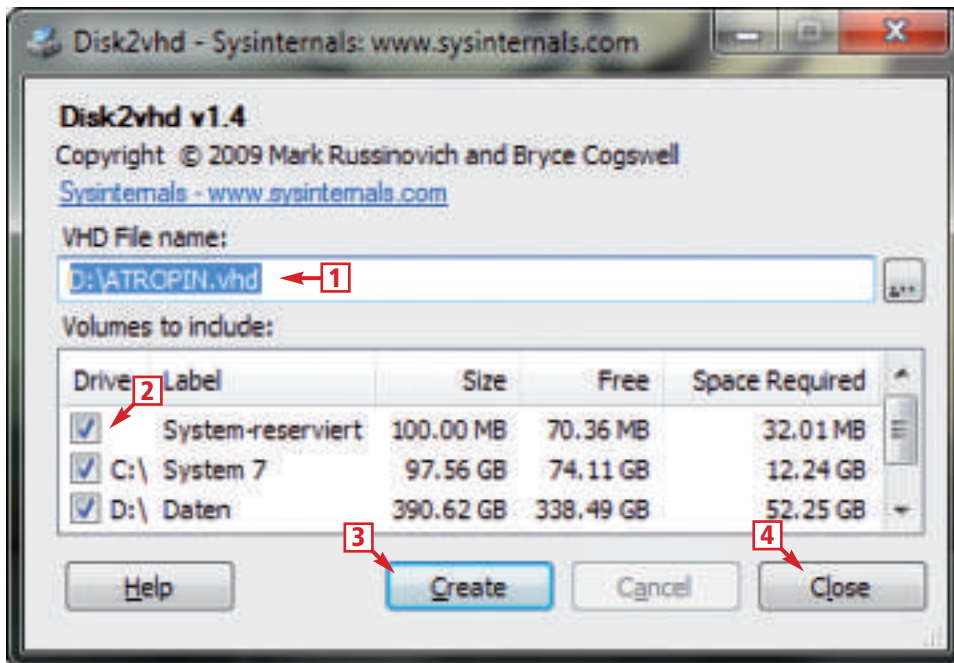 Disk2vhd - Sysinternals: www.sysinternals.com
Disk2vhd v1.4
Copyright © 2009 Mark Russinovich and Bryce Cogswell
Sysinternals - www.sysinternals.com
VHD File name:
D:\ATROPIN.vhd 1
...
Volumes to include:
Drive Label Size Free Space Required
2
System-reserviert 100.00 MB 70.36 MB 32.01 MB
C:\ System 7 97.56 GB 74.11 GB 12.24 GB
D:\ Daten 390.62 GB 338.49 GB 52.25 GB
3 4
Help Create Cancel Close